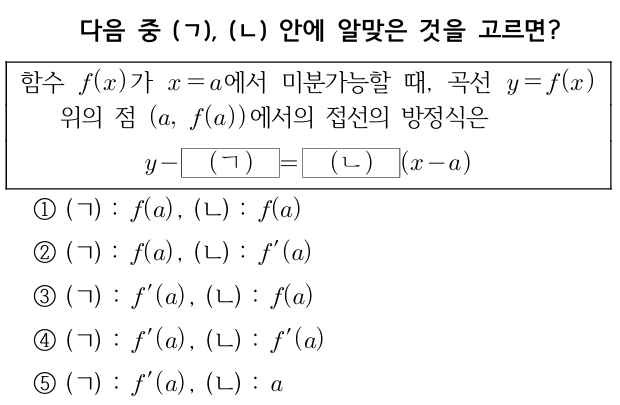 다음 중 (ㄱ), (ㄴ) 안에 알맞은 것을 고르면?
함수 f(x)가 x=a에서 미분가능할 때, 곡선 y=f(x)
위의 점 (a, f(a))에서의 접선의 방정식은
y-(ㄱ)=(ㄴ)(x-a)
① (ㄱ) : f(a), (ㄴ) : f(a)
② (ㄱ) : f(a), (ㄴ) : f′(a)
③ (ㄱ) : f′(a), (ㄴ) : f(a)
④ (ㄱ) : f′(a), (ㄴ) : f′(a)
⑤ (ㄱ) : f′(a), (ㄴ) : a